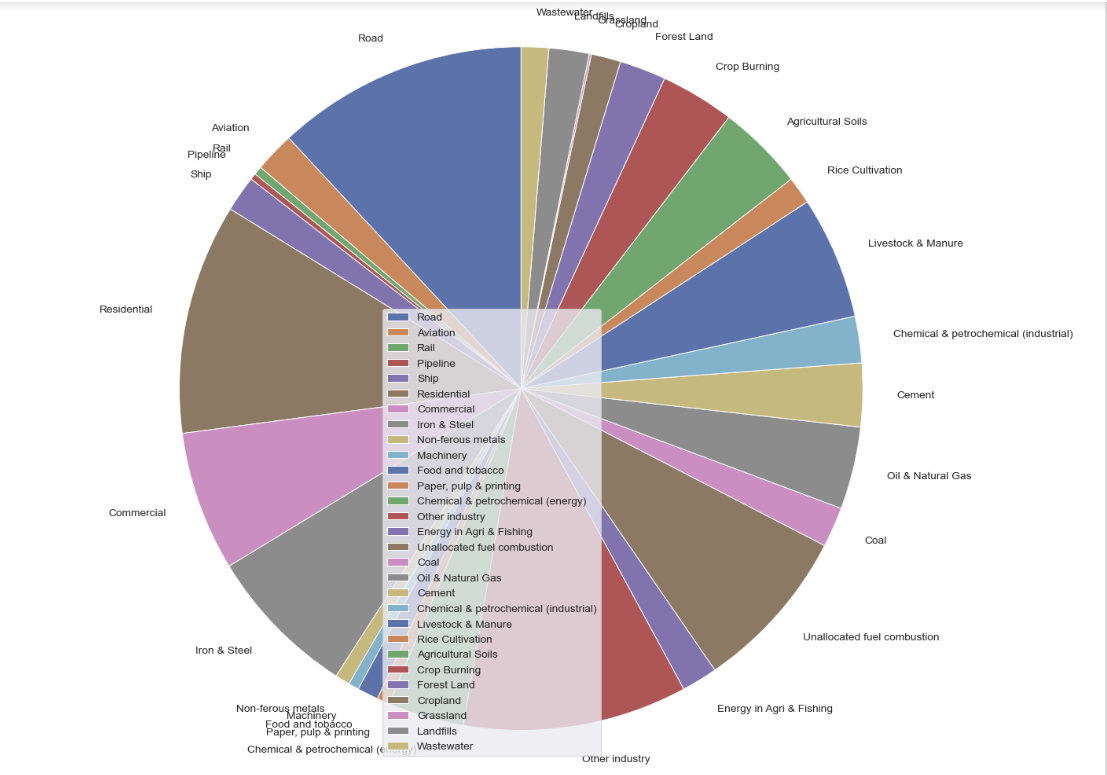 Wastewater
Landfills
Grassland
Cropland
Forest Land
Crop Burning
Agricultural Soils
Rice Cultivation
Livestock & Manure
Chemical & petrochemical (industrial)
Cement
Oil & Natural Gas
Coal
Unallocated fuel combustion
Energy in Agri & Fishing
Other industry
Road
Aviation
Rail
Pipeline
Ship
Residential
Commercial
Iron & Steel
Non-ferous metals
Machinery
Food and tobacco
Paper, pulp & printing
Chemical & petrochemical (energy)
Road
Aviation
Rail
Pipeline
Ship
Residential
Commercial
Iron & Steel
Non-ferous metals
Machinery
Food and tobacco
Paper, pulp & printing
Chemical & petrochemical (energy)
Other industry
Energy in Agri & Fishing
Unallocated fuel combustion
Coal
Oil & Natural Gas
Cement
Chemical & petrochemical (industrial)
Livestock & Manure
Rice Cultivation
Agricultural Soils
Crop Burning
Forest Land
Cropland
Grassland
Landfills
Wastewater